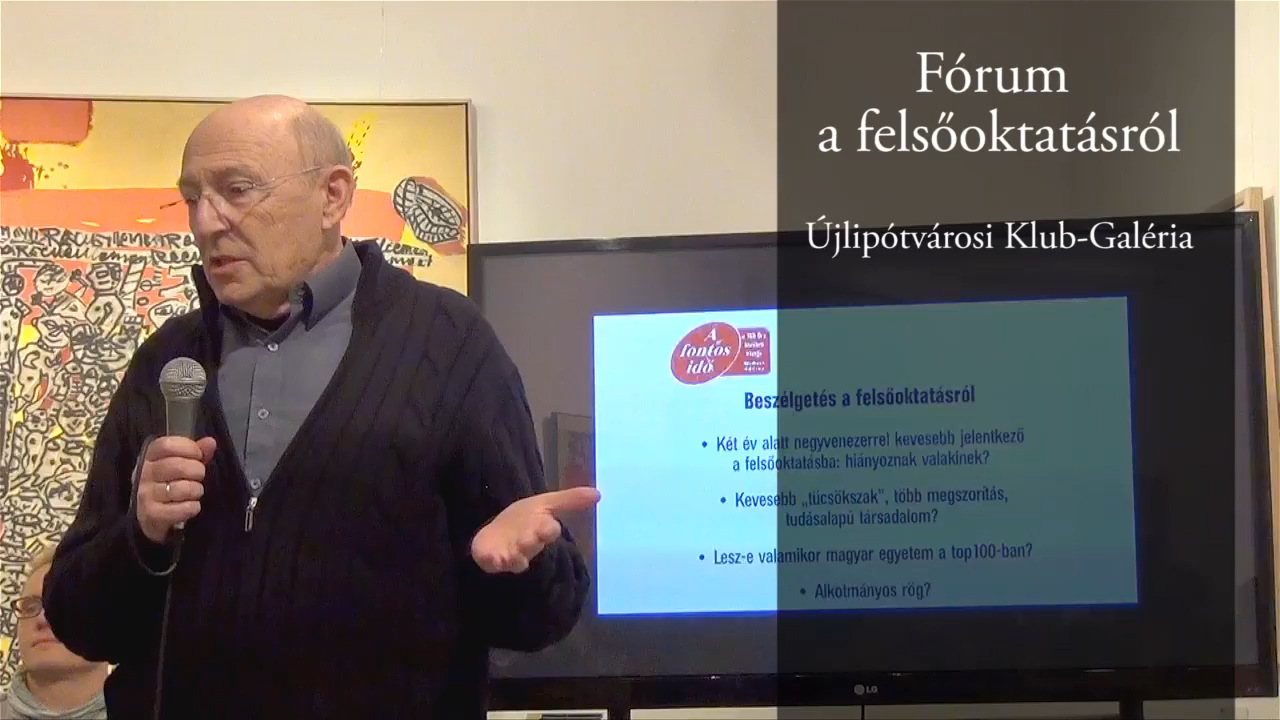 Fórum
a felsőoktatásról
Újlipótvárosi Klub-Galéria
A
fontos
idő
Beszélgetés a felsőoktatásról
• Két év alatt negyvenezerrel kevesebb jelentkező
a felsőoktatásba: hiányoznak valakinek?
• Kevesebb „tücsökszak”, több megszorítás,
tudásalapú társadalom?
• Lesz-e valamikor magyar egyetem a top100-ban?
• Alkotmányos rög?
LG